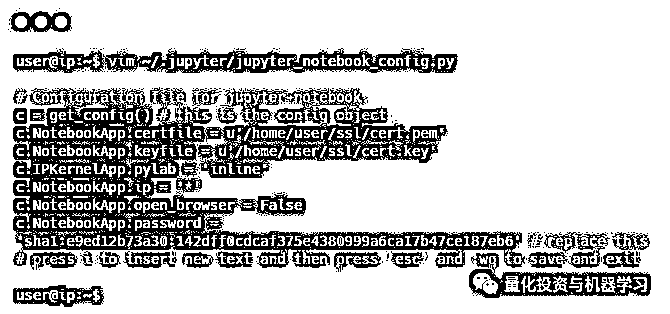 user@ip:~$ vim ~/.jupyter/jupyter_notebook_config.py
# Configuration file for jupyter-notebook
c = get_config() # this is the config object
c.NotebookApp.certfile = u'/home/user/ssl/cert.pem'
c.NotebookApp.keyfile = u'/home/user/ssl/cert.key'
c.IPKernelApp.pylab = 'inline'
c.NotebookApp.ip = '*'
c.NotebookApp.open_browser = False
c.NotebookApp.password =
'sha1:e9ed12b73a30:142dff0cdcaf375e4380999a6ca17b47ce187eb6' # replace this
# press i to insert new text and then press 'esc' and :wq to save and exit
user@ip:~$
量化投资与机器学习